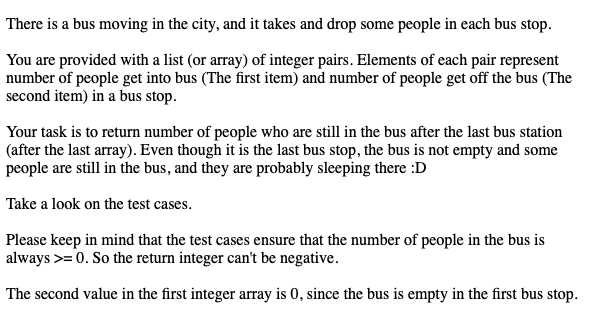 There is a bus moving in the city, and it takes and drop some people in each bus stop.
You are provided with a list (or array) of integer pairs. Elements of each pair represent
number of people get into bus (The first item) and number of people get off the bus (The
second item) in a bus stop.
Your task is to return number of people who are still in the bus after the last bus station
(after the last array). Even though it is the last bus stop, the bus is not empty and some
people are still in the bus, and they are probably sleeping there :D
Take a look on the test cases.
Please keep in mind that the test cases ensure that the number of people in the bus is
always >= 0. So the return integer can't be negative.
The second value in the first integer array is 0, since the bus is empty in the first bus stop.